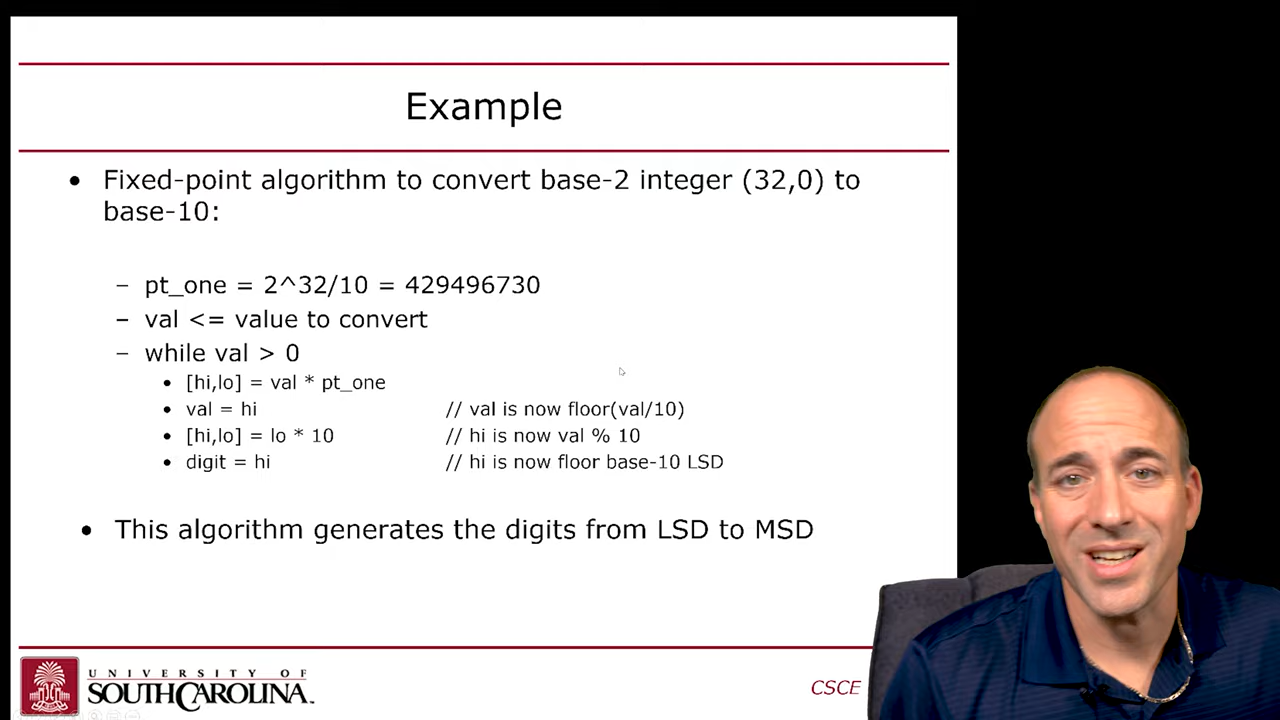 Example
• Fixed-point algorithm to convert base-2 integer (32,0) to
base-10:
– pt_one = 2^32/10 = 429496730
– val <= value to convert
– while val > 0
• [hi,lo] = val * pt_one
• val = hi // val is now floor(val/10)
• [hi,lo] = lo * 10 // hi is now val % 10
• digit = hi // hi is now floor base-10 LSD
• This algorithm generates the digits from LSD to MSD
UNIVERSITY OF
SOUTH CAROLINA
CSCE